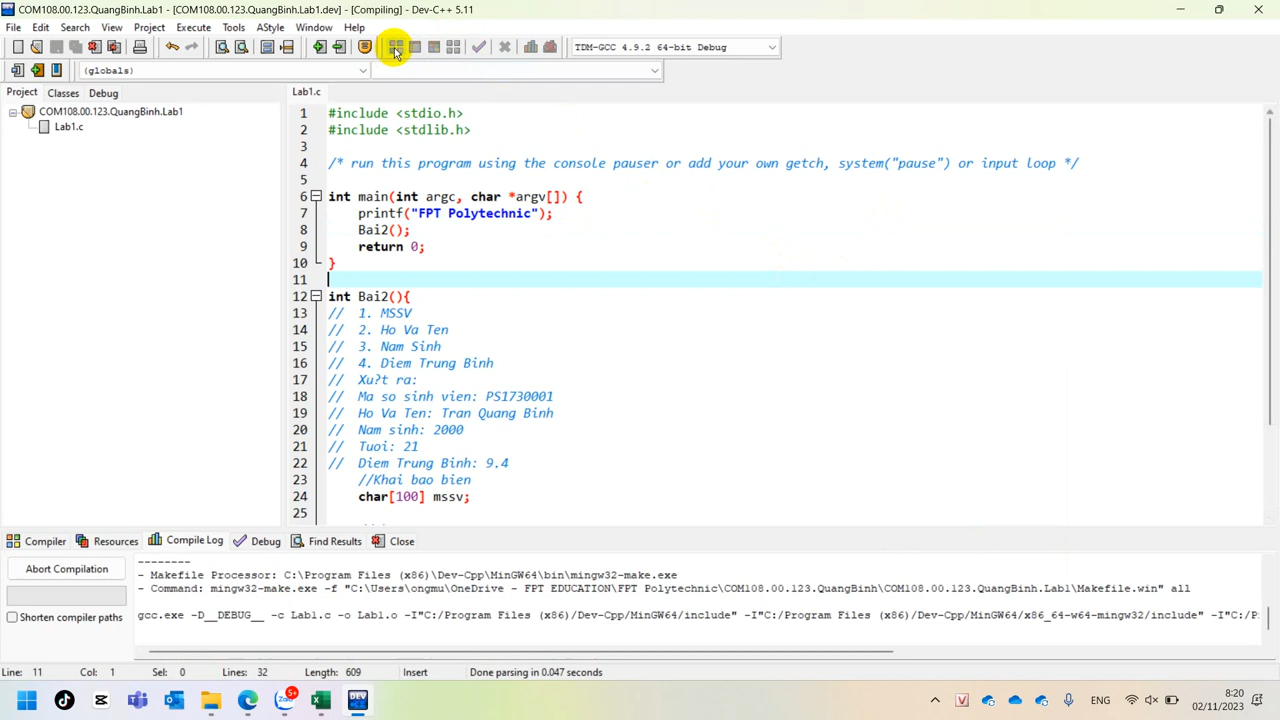 COM108.00.123.QuangBinh.Lab1 - [COM108.00.123.QuangBinh.Lab1.dev] - [Compiling] - Dev-C++ 5.11
File Edit Search View Project Execute Tools AStyle Window Help
TDM-GCC 4.9.2 64-bit Debug
(globals)
Project Classes Debug
COM108.00.123.QuangBinh.Lab1
Lab1.c
Lab1.c
1 #include <stdio.h>
2 #include <stdlib.h>
3
4 /* run this program using the console pauser or add your own getch, system("pause") or input loop */
5
6 int main(int argc, char *argv[]) {
7 printf("FPT Polytechnic");
8 Bai2();
9 return 0;
10 }
11
12 int Bai2(){
13 // 1. MSSV
14 // 2. Ho Va Ten
15 // 3. Nam Sinh
16 // 4. Diem Trung Binh
17 // Xu?t ra:
18 // Ma so sinh vien: PS1730001
19 // Ho Va Ten: Tran Quang Binh
20 // Nam sinh: 2000
21 // Tuoi: 21
22 // Diem Trung Binh: 9.4
23 //Khai bao bien
24 char[100] mssv;
25
Compiler Resources Compile Log Debug Find Results Close
Abort Compilation
Shorten compiler paths
--------
- Makefile Processor: C:\Program Files (x86)\Dev-Cpp\MinGW64\bin\mingw32-make.exe
- Command: mingw32-make.exe -f "C:\Users\ongmu\OneDrive - FPT EDUCATION\FPT Polytechnic\COM108.00.123.QuangBinh\COM108.00.123.QuangBinh.Lab1\Makefile.win" all
gcc.exe -D__DEBUG__ -c Lab1.c -o Lab1.o -I"C:/Program Files (x86)/Dev-Cpp/MinGW64/include" -I"C:/Program Files (x86)/Dev-Cpp/MinGW64/x86_64-w64-mingw32/include" -I"C:/P
Line: 11 Col: 1 Sel: 0 Lines: 32 Length: 609 Insert Done parsing in 0.047 seconds
5+
DEV
ENG
8:20
02/11/2023